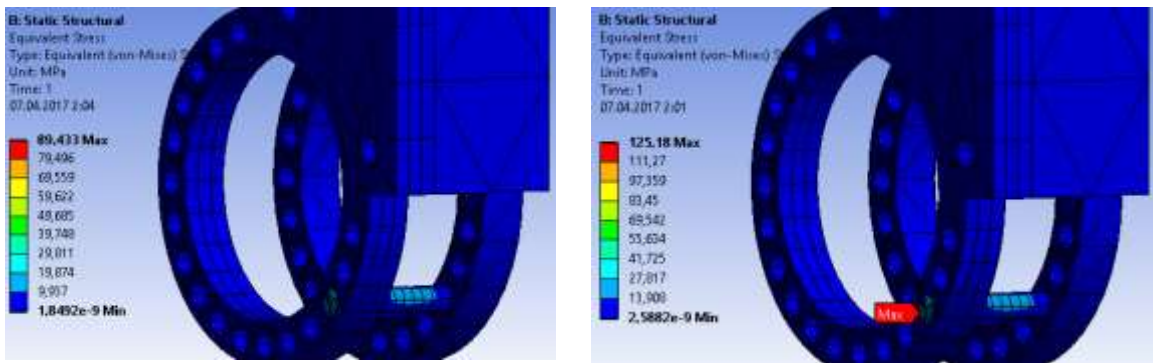 B: Static Structural
Equivalent Stress
Type: Equivalent (von-Mises) S
Unit: MPa
Time: 1
07.04.2017 2:04
89,433 Max
79,496
69,559
59,622
49,685
39,748
29,811
19,874
9,937
1,8492e-9 Min
B: Static Structural
Equivalent Stress
Type: Equivalent (von-Mises) S
Unit: MPa
Time: 1
07.04.2017 2:01
125,18 Max
111,27
97,359
83,45
69,542
55,634
41,725
27,817
13,908
2,5882e-9 Min
Max